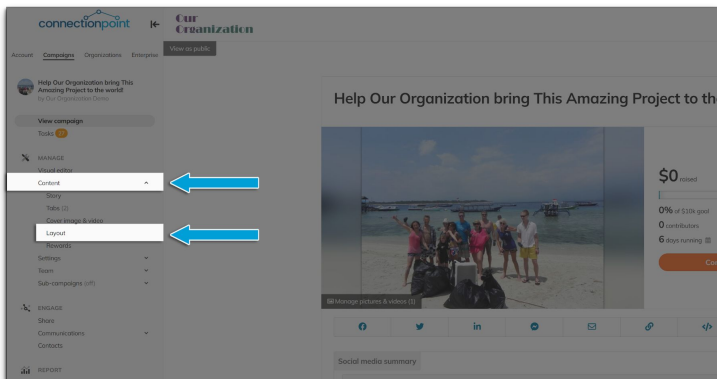 connectionpoint
Our
Organization
Account Campaigns Organizations Enterprise
View as public
Help Our Organization bring This
Amazing Project to the world!
by Our Organization Demo
View campaign
Tasks
MANAGE
Visual editor
Content
Story
Tabs (2)
Cover image & video
Layout
Rewards
Settings
Team
Sub-campaigns (off)
ENGAGE
Share
Communications
Contacts
REPORT
Help Our Organization bring This Amazing Project to the
$0 raised
0% of $10k goal
0 contributors
6 days running
Manage pictures & videos (1)
Social media summary